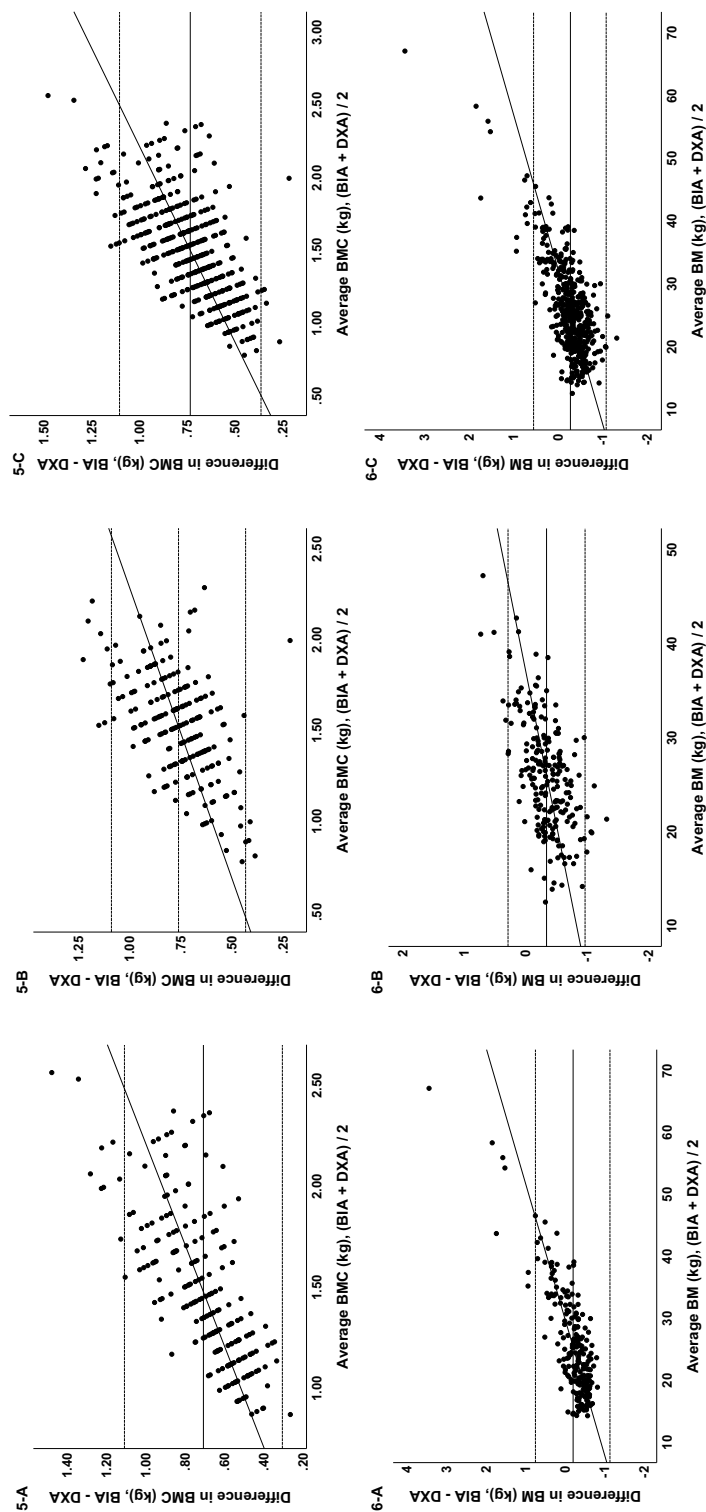 5-A
Difference in BMC (kg), BIA - DXA
1.40
1.20
1.00
.80
.60
.40
.20
1.00 1.50 2.00 2.50
Average BMC (kg), (BIA + DXA) / 2
5-B
Difference in BMC (kg), BIA - DXA
1.25
1.00
.75
.50
.25
.50 1.00 1.50 2.00 2.50
Average BMC (kg), (BIA + DXA) / 2
5-C
Difference in BMC (kg), BIA - DXA
1.50
1.25
1.00
.75
.50
.25
.50 1.00 1.50 2.00 2.50 3.00
Average BMC (kg), (BIA + DXA) / 2
6-A
Difference in BM (kg), BIA - DXA
4
3
2
1
0
-1
-2
10 20 30 40 50 60 70
Average BM (kg), (BIA + DXA) / 2
6-B
Difference in BM (kg), BIA - DXA
2
1
0
-1
-2
10 20 30 40 50
Average BM (kg), (BIA + DXA) / 2
6-C
Difference in BM (kg), BIA - DXA
4
3
2
1
0
-1
-2
10 20 30 40 50 60 70
Average BM (kg), (BIA + DXA) / 2